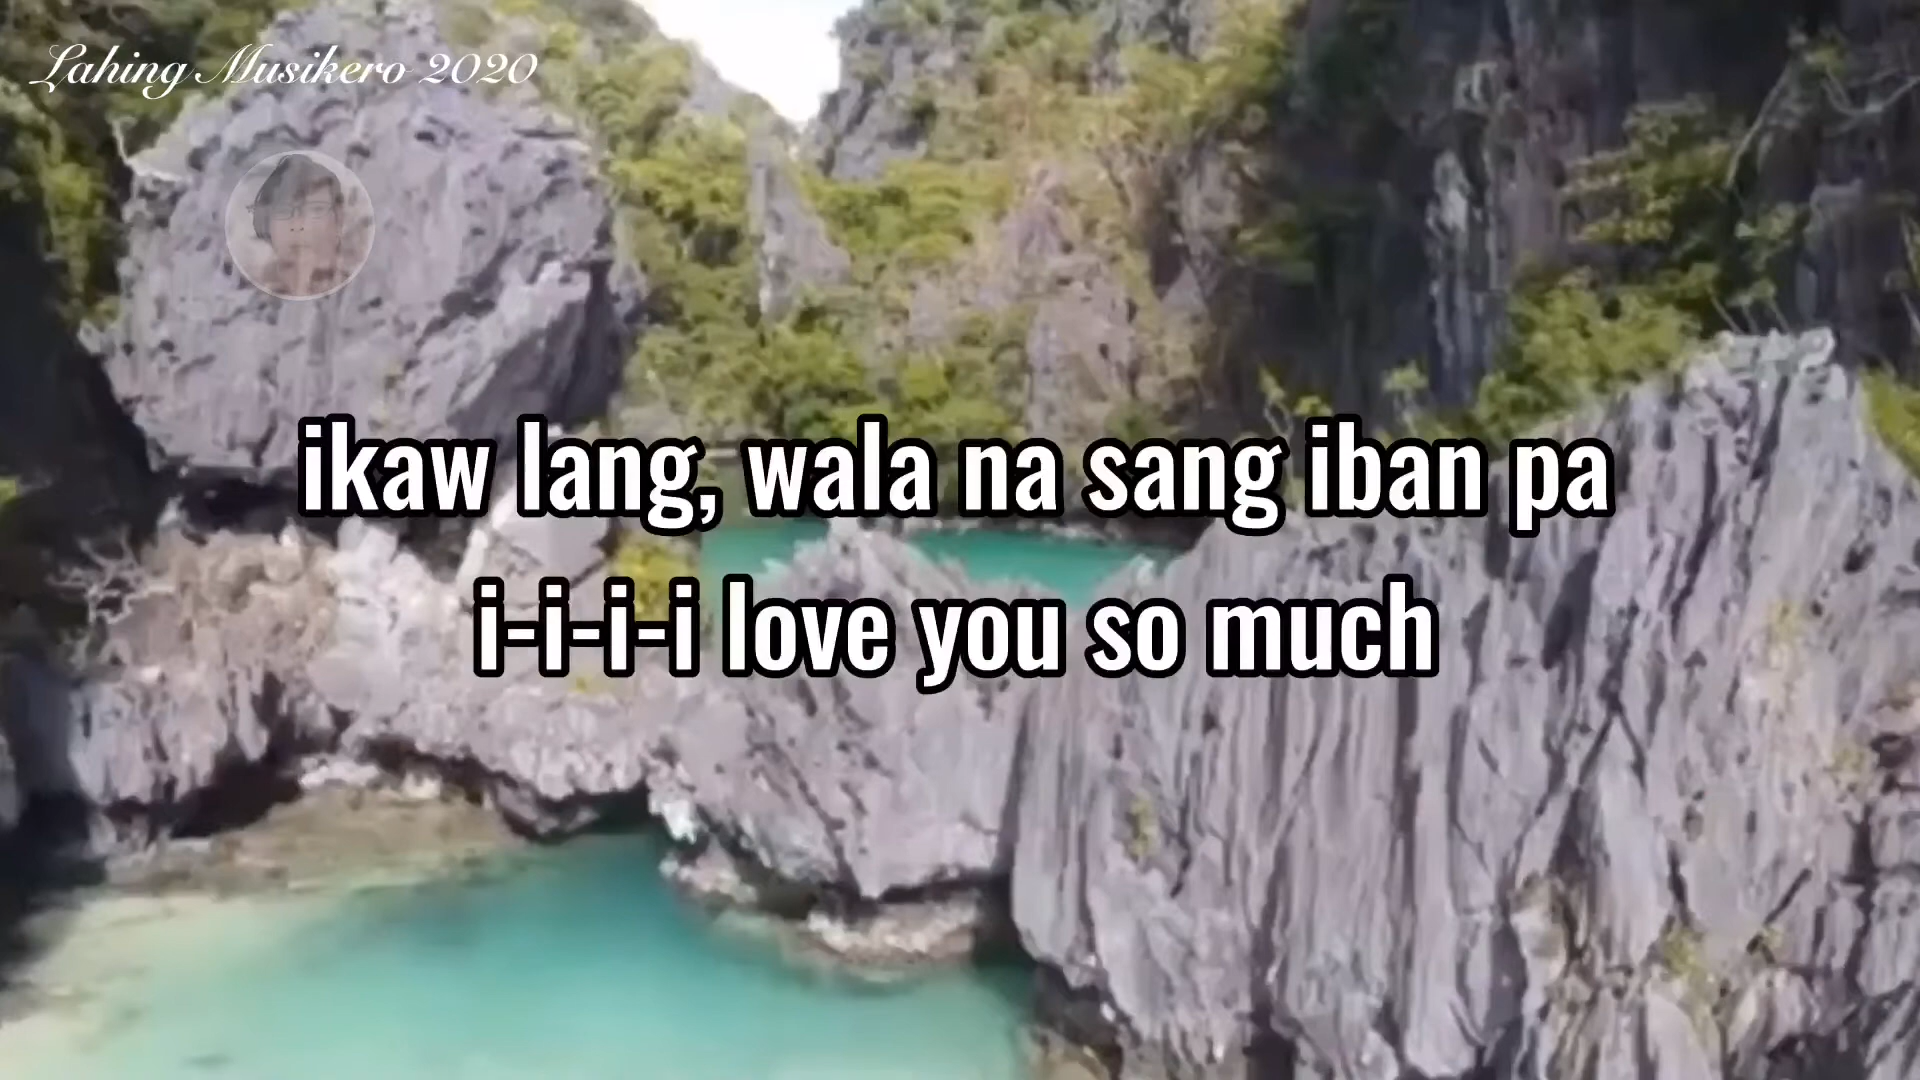 Lahing Musikero 2020
ikaw lang, wala na sang iban pa
i-i-i-i love you so much